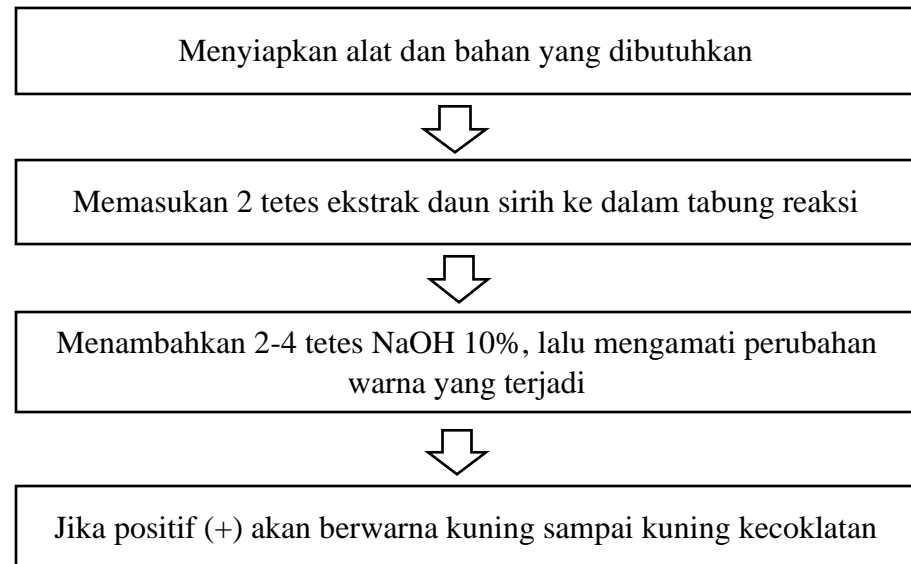 Menyiapkan alat dan bahan yang dibutuhkan
Memasukan 2 tetes ekstrak daun sirih ke dalam tabung reaksi
Menambahkan 2-4 tetes NaOH 10%, lalu mengamati perubahan
warna yang terjadi
Jika positif (+) akan berwarna kuning sampai kuning kecoklatan